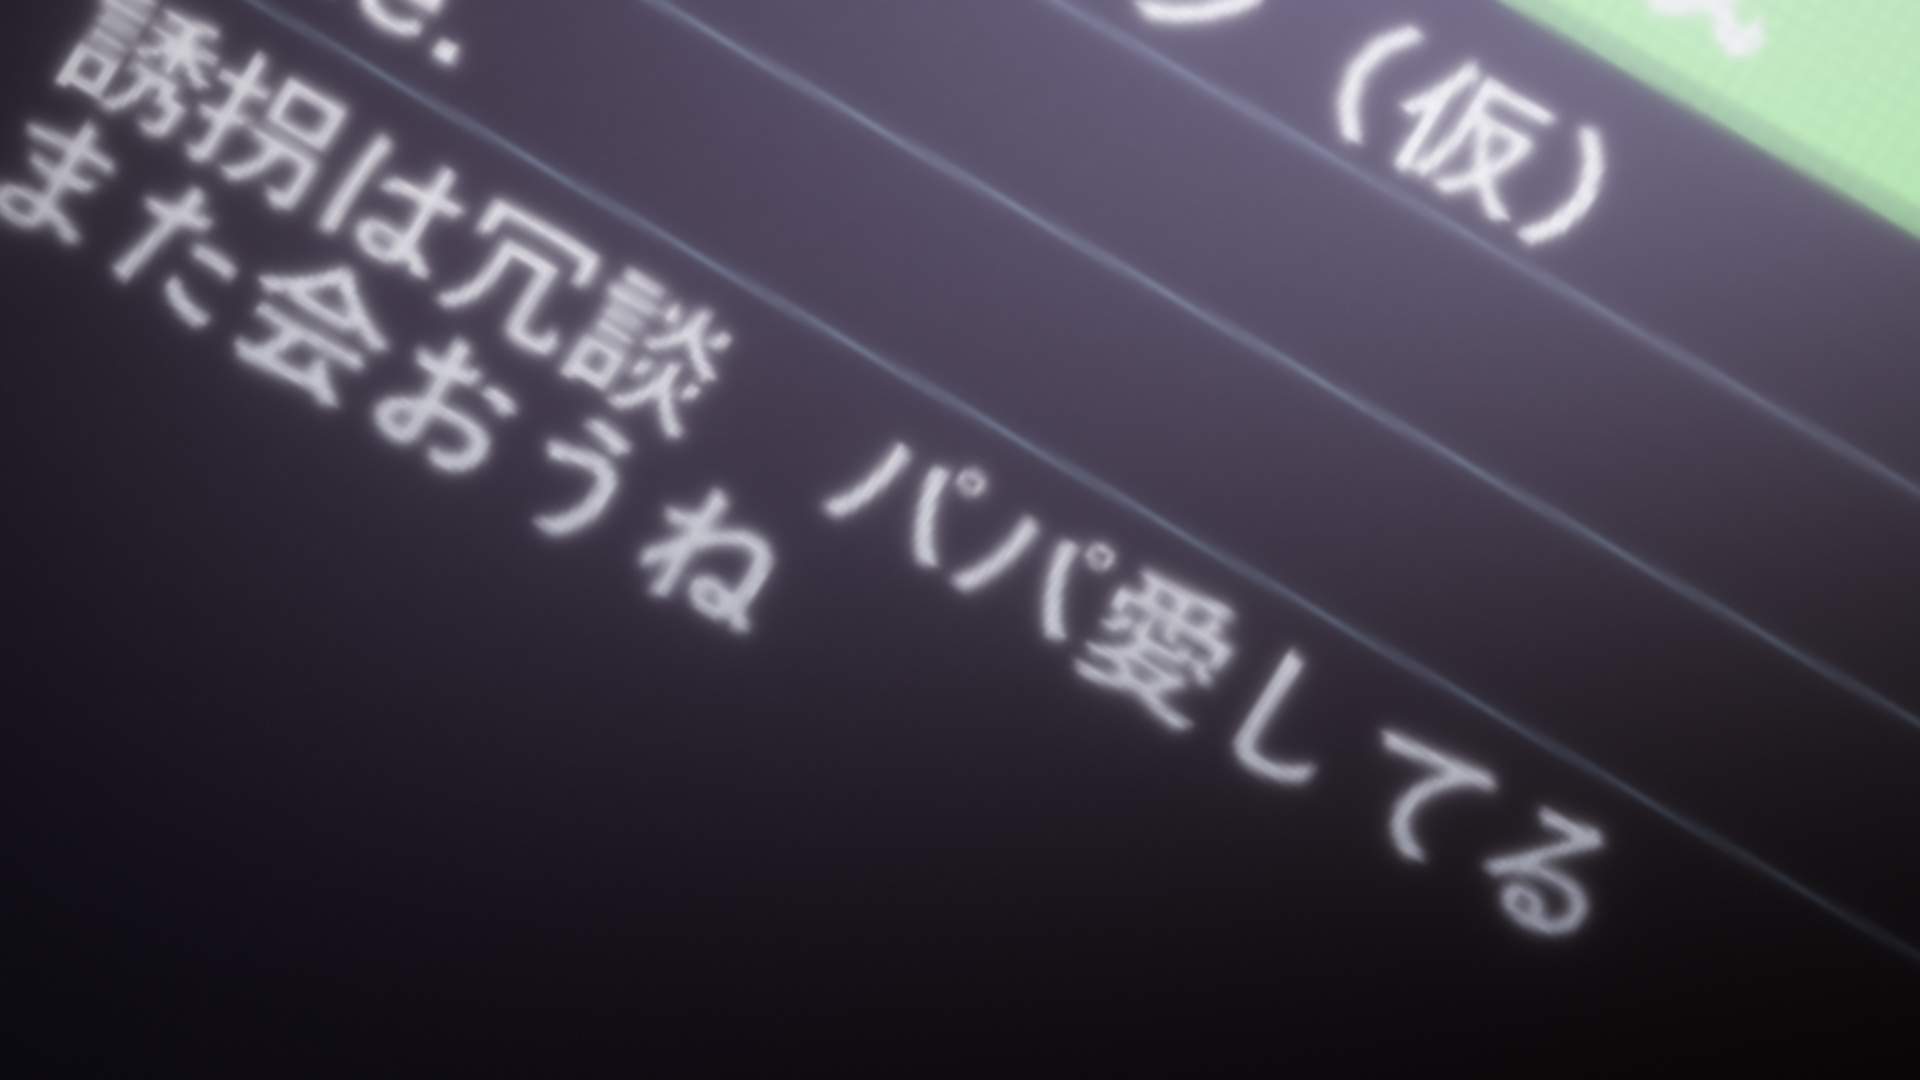 (仮)
e.
誘拐は冗談 パパ愛してる
また会おうね